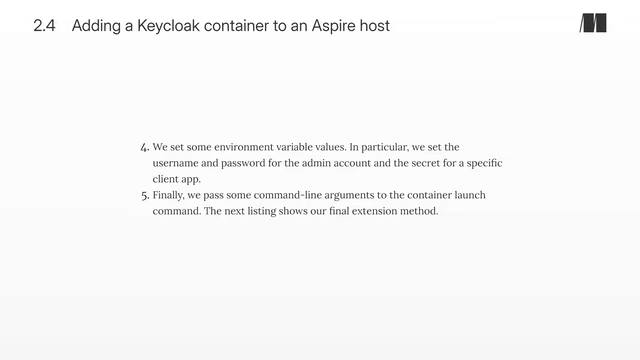 2.4 Adding a Keycloak container to an Aspire host
4. We set some environment variable values. In particular, we set the
username and password for the admin account and the secret for a specific
client app.
5. Finally, we pass some command-line arguments to the container launch
command. The next listing shows our final extension method.